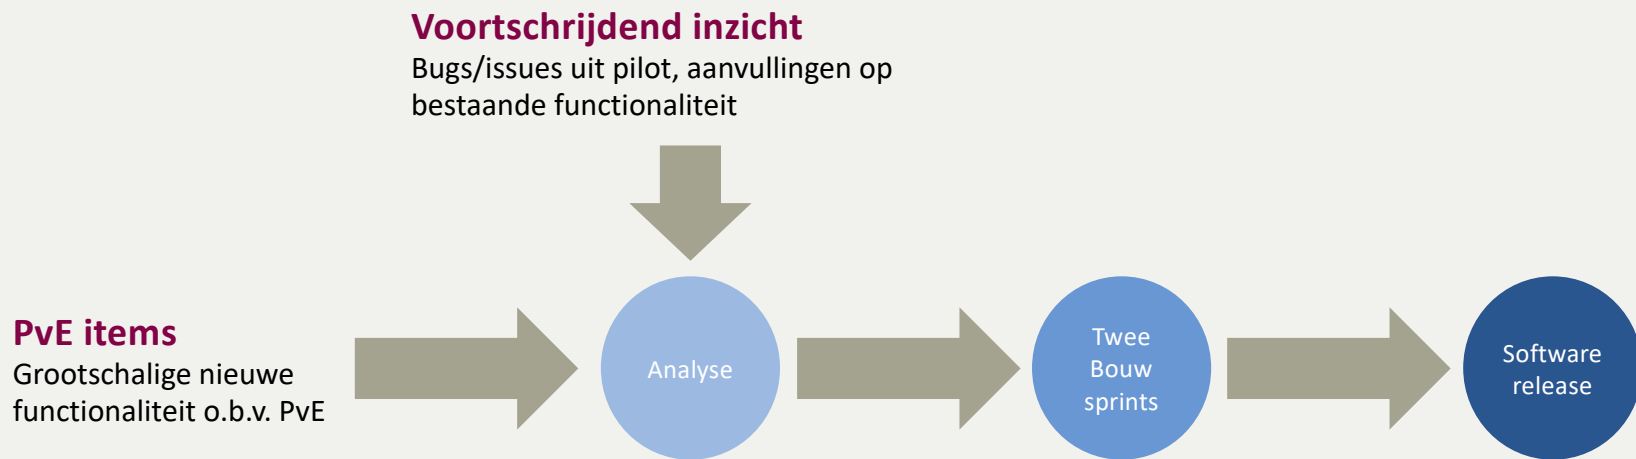 Voortschrijdend inzicht
Bugs/issues uit pilot, aanvullingen op
bestaande functionaliteit
PvE items
Grootschalige nieuwe
functionaliteit o.b.v. PvE
Analyse
Twee
Bouw
sprints
Software
release